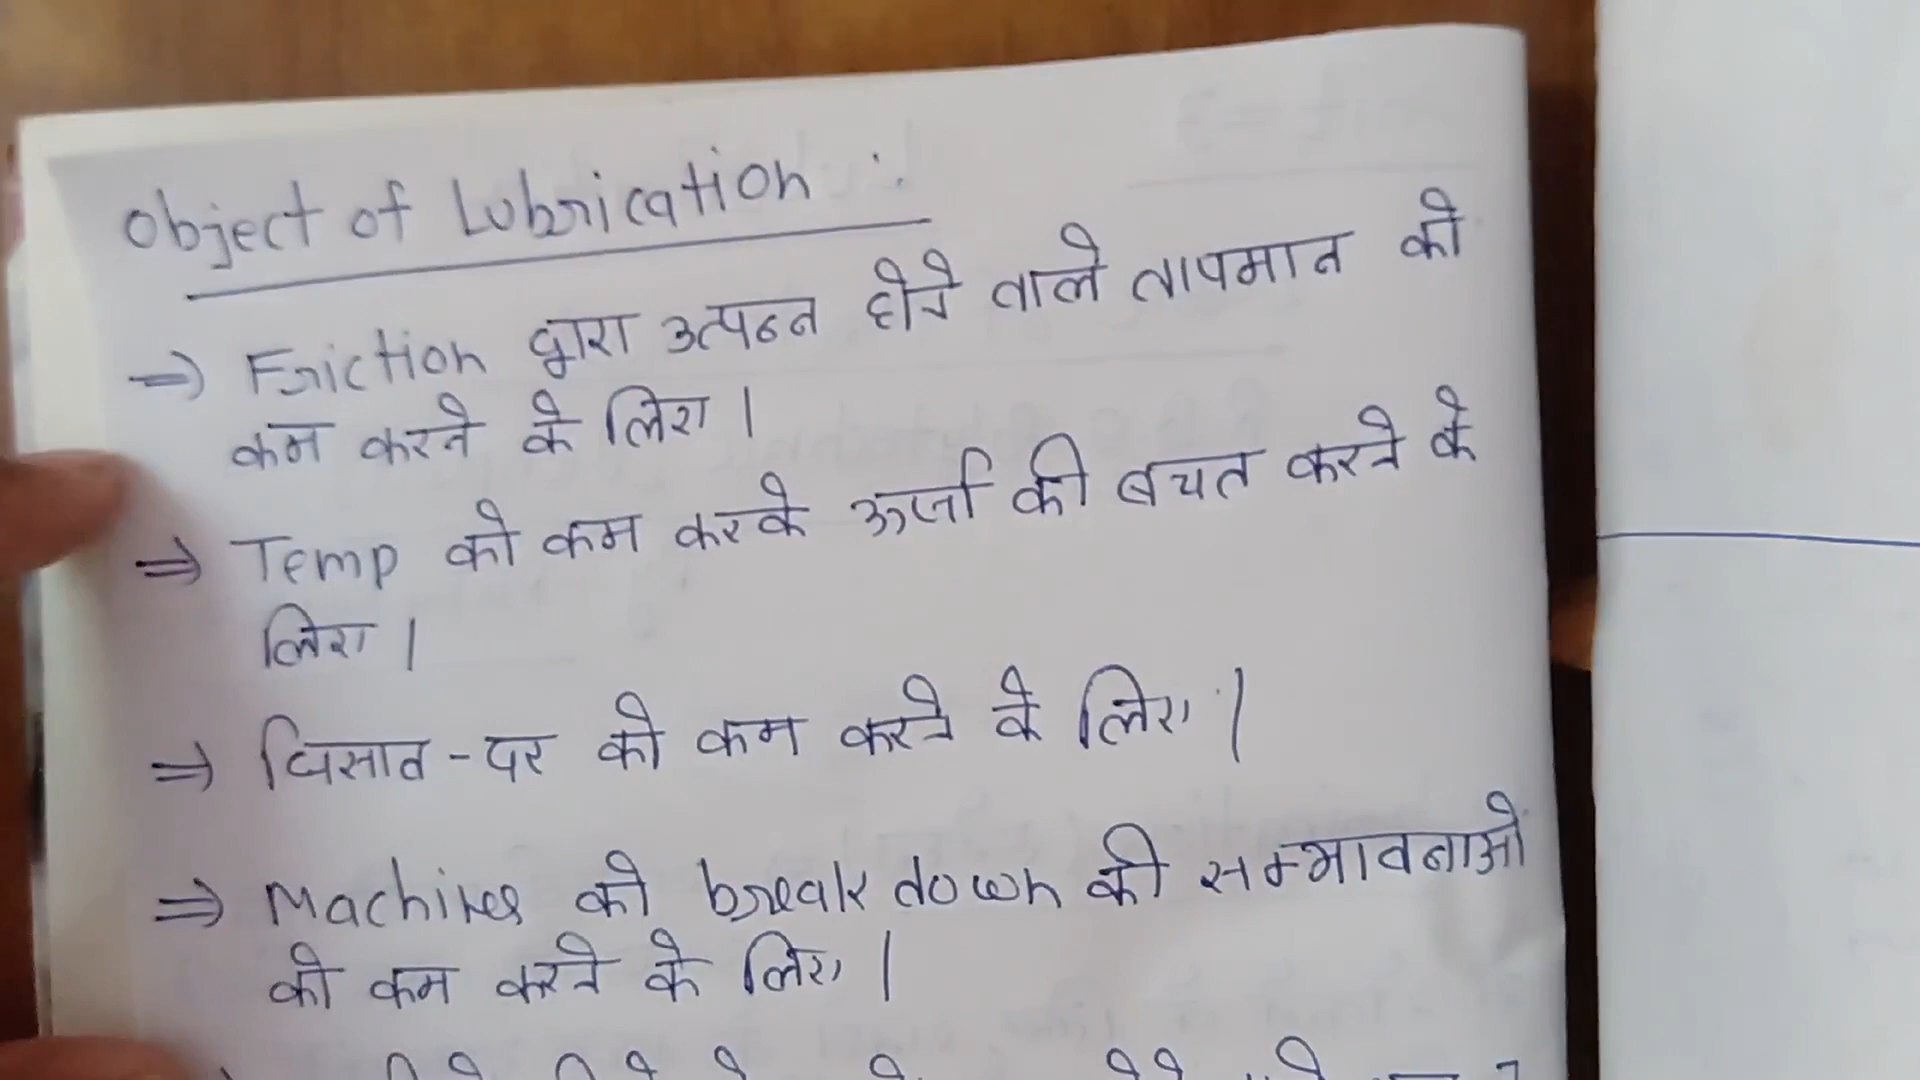 Object of Lubrication :
⇒ Friction द्वारा उत्पन्न होने वाले तापमान को
कम करने के लिए ।
⇒ Temp को कम करके ऊर्जा की बचत करने के
लिए ।
⇒ घिसाव-दर को कम करने के लिए ।
⇒ Machines को break down की सम्भावनाओ
को कम करने के लिए ।